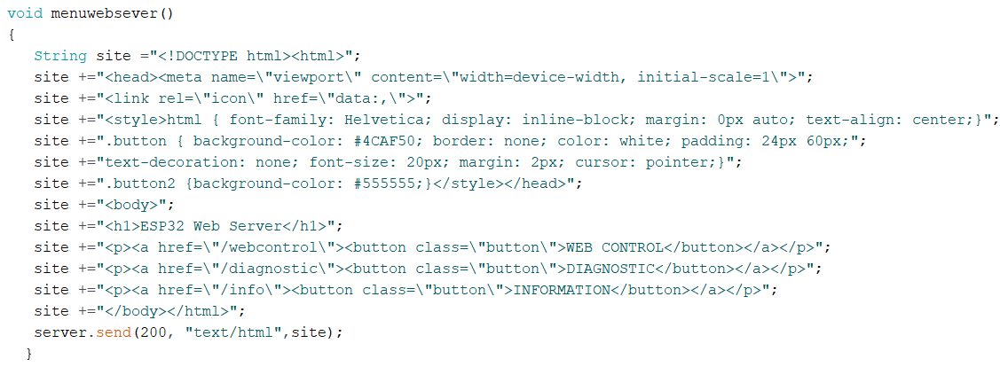 void menuwebsever()
{
   String site ="<!DOCTYPE html><html>";
   site +="<head><meta name=\"viewport\" content=\"width=device-width, initial-scale=1\">";
   site +="<link rel=\"icon\" href=\"data:,\">";
   site +="<style>html { font-family: Helvetica; display: inline-block; margin: 0px auto; text-align: center;}";
   site +=".button { background-color: #4CAF50; border: none; color: white; padding: 24px 60px;";
   site +="text-decoration: none; font-size: 20px; margin: 2px; cursor: pointer;}";
   site +=".button2 {background-color: #555555;}</style></head>";
   site +="<body>";
   site +="<h1>ESP32 Web Server</h1>";
   site +="<p><a href=\"/webcontrol\"><button class=\"button\">WEB CONTROL</button></a></p>";
   site +="<p><a href=\"/diagnostic\"><button class=\"button\">DIAGNOSTIC</button></a></p>";
   site +="<p><a href=\"/info\"><button class=\"button\">INFORMATION</button></a></p>";
   site +="</body></html>";
   server.send(200, "text/html",site);
  }